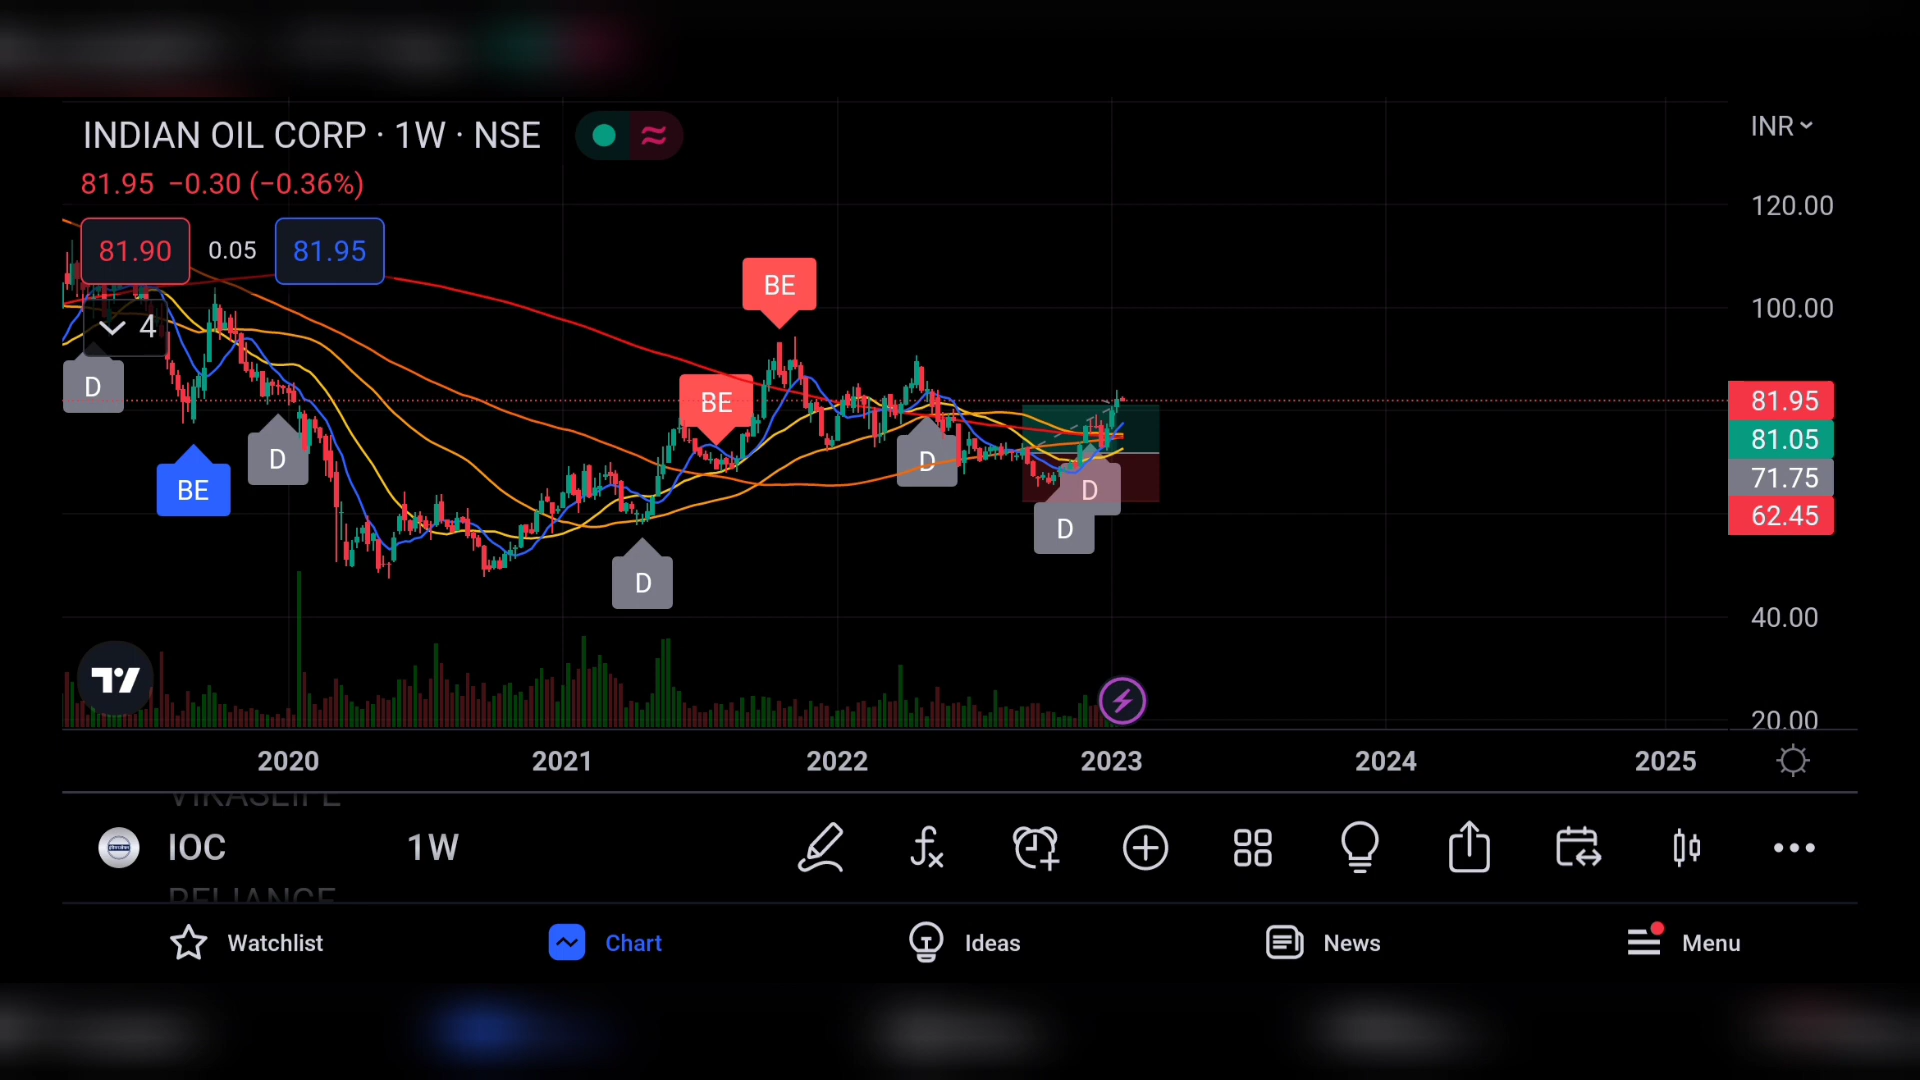 INDIAN OIL CORP · 1W · NSE
INR
81.95 −0.30 (−0.36%)
81.90 0.05 81.95
120.00
BE
100.00
4
D
BE
81.95
81.05
71.75
62.45
D
BE
D
D
D
D
40.00
20.00
2020 2021 2022 2023 2024 2025
VIKASLIFE
IOC 1W
RELIANCE
Watchlist Chart Ideas News Menu